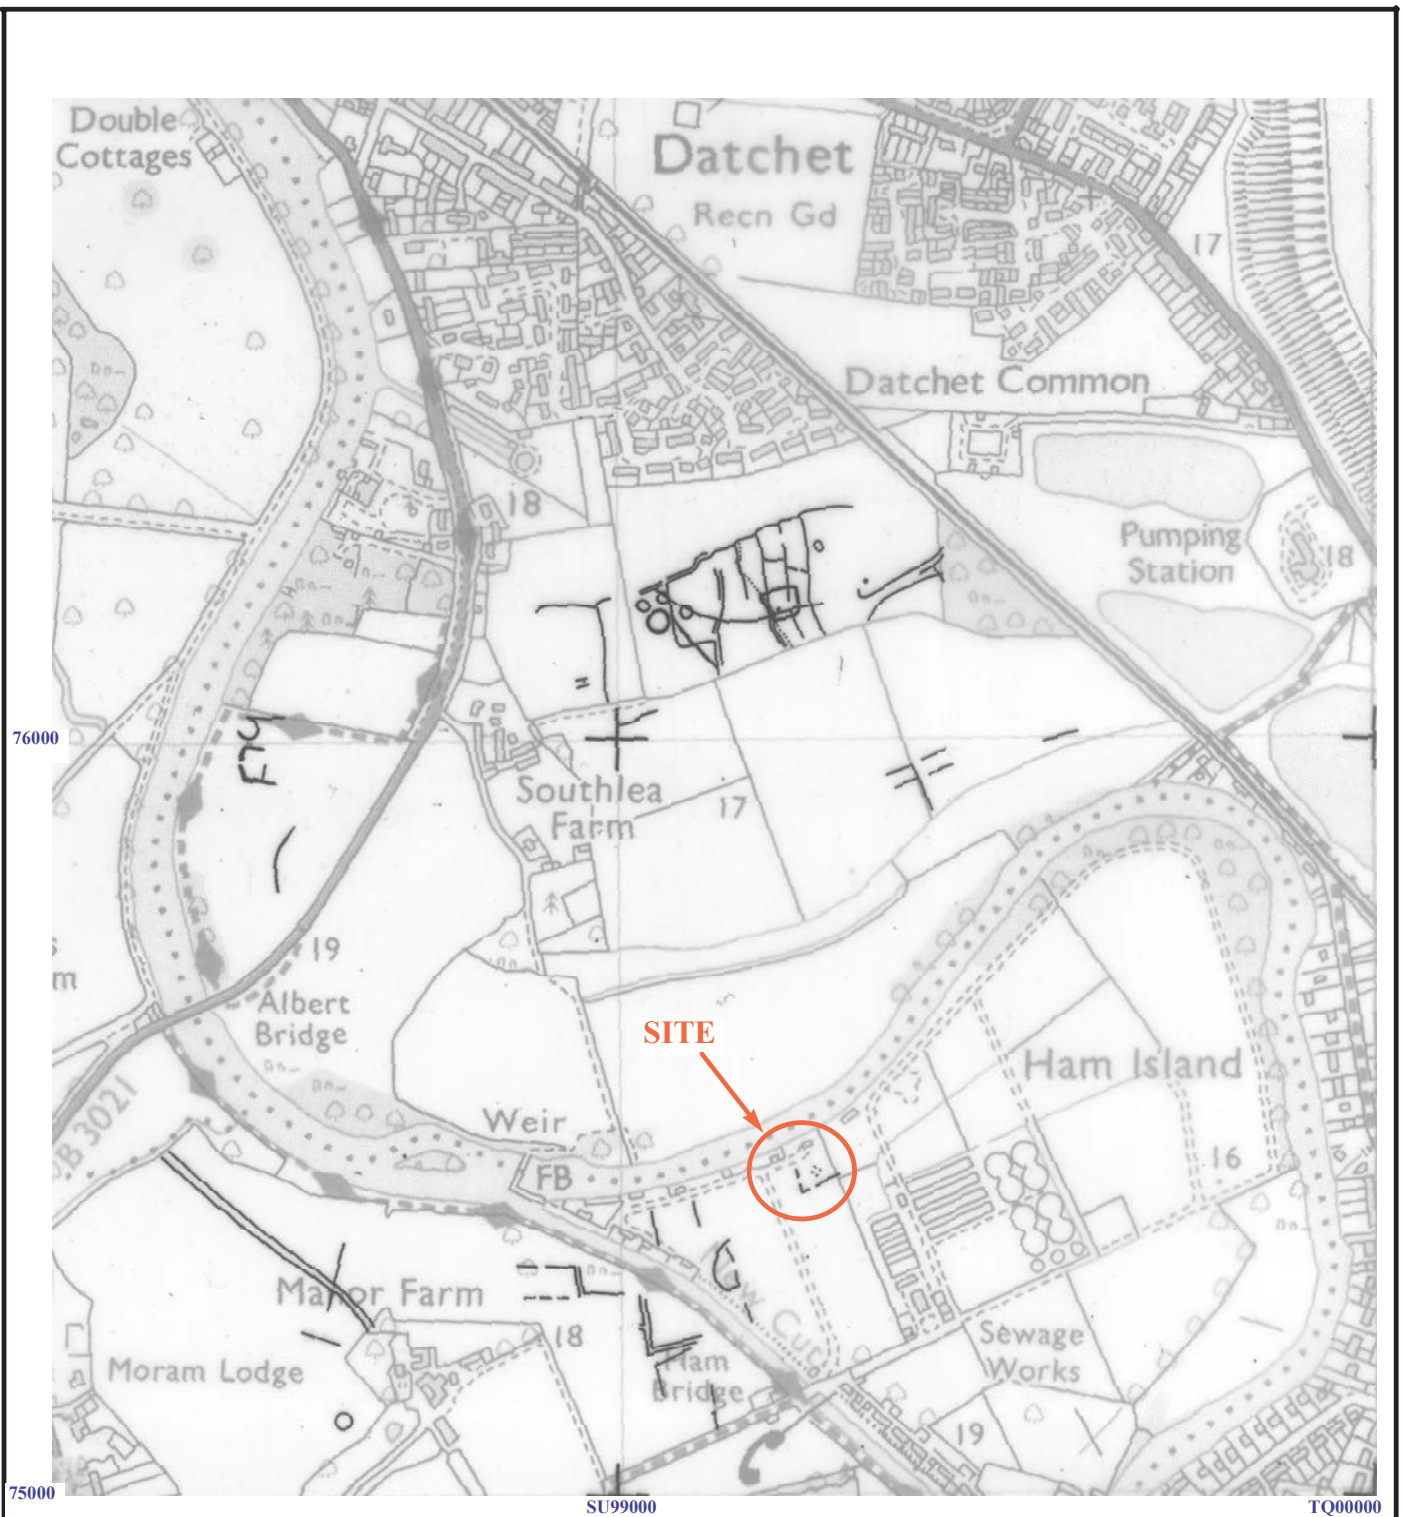 Double
Cottages
Datchet
Recn Gd
17
Datchet Common
18
Pumping
Station
18
76000
Southlea
Farm
17
19
Albert
Bridge
SITE
Ham Island
B 3021
Weir
FB
16
Manor Farm
18
Moram Lodge
Cut
Ham
Bridge
Sewage
Works
19
75000
SU99000
TQ00000